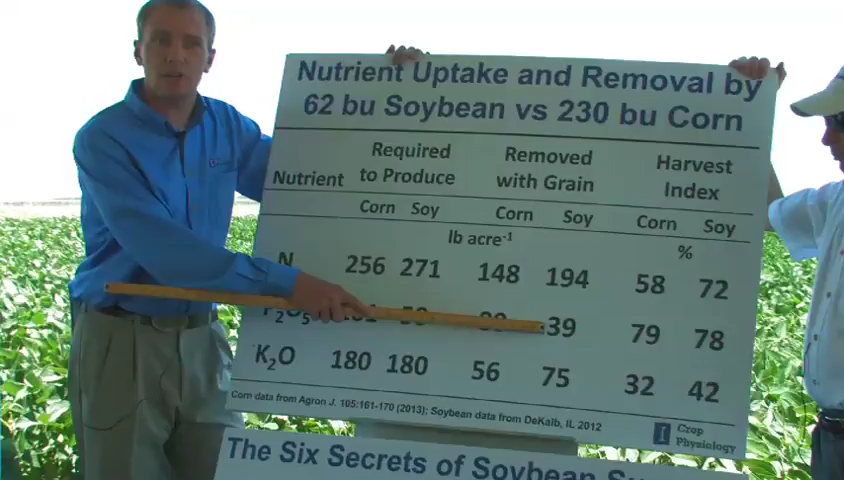 Nutrient Uptake and Removal by
62 bu Soybean vs 230 bu Corn
Nutrient Required to Produce Removed with Grain Harvest Index
Corn Soy Corn Soy Corn Soy
lb acre⁻¹ %
N 256 271 148 194 58 72
P₂O₅ 39 79 78
K₂O 180 180 56 75 32 42
Corn data from Agron J. 105:161-170 (2013); Soybean data from DeKalb, IL 2012
I Crop Physiology
The Six Secrets of Soybean